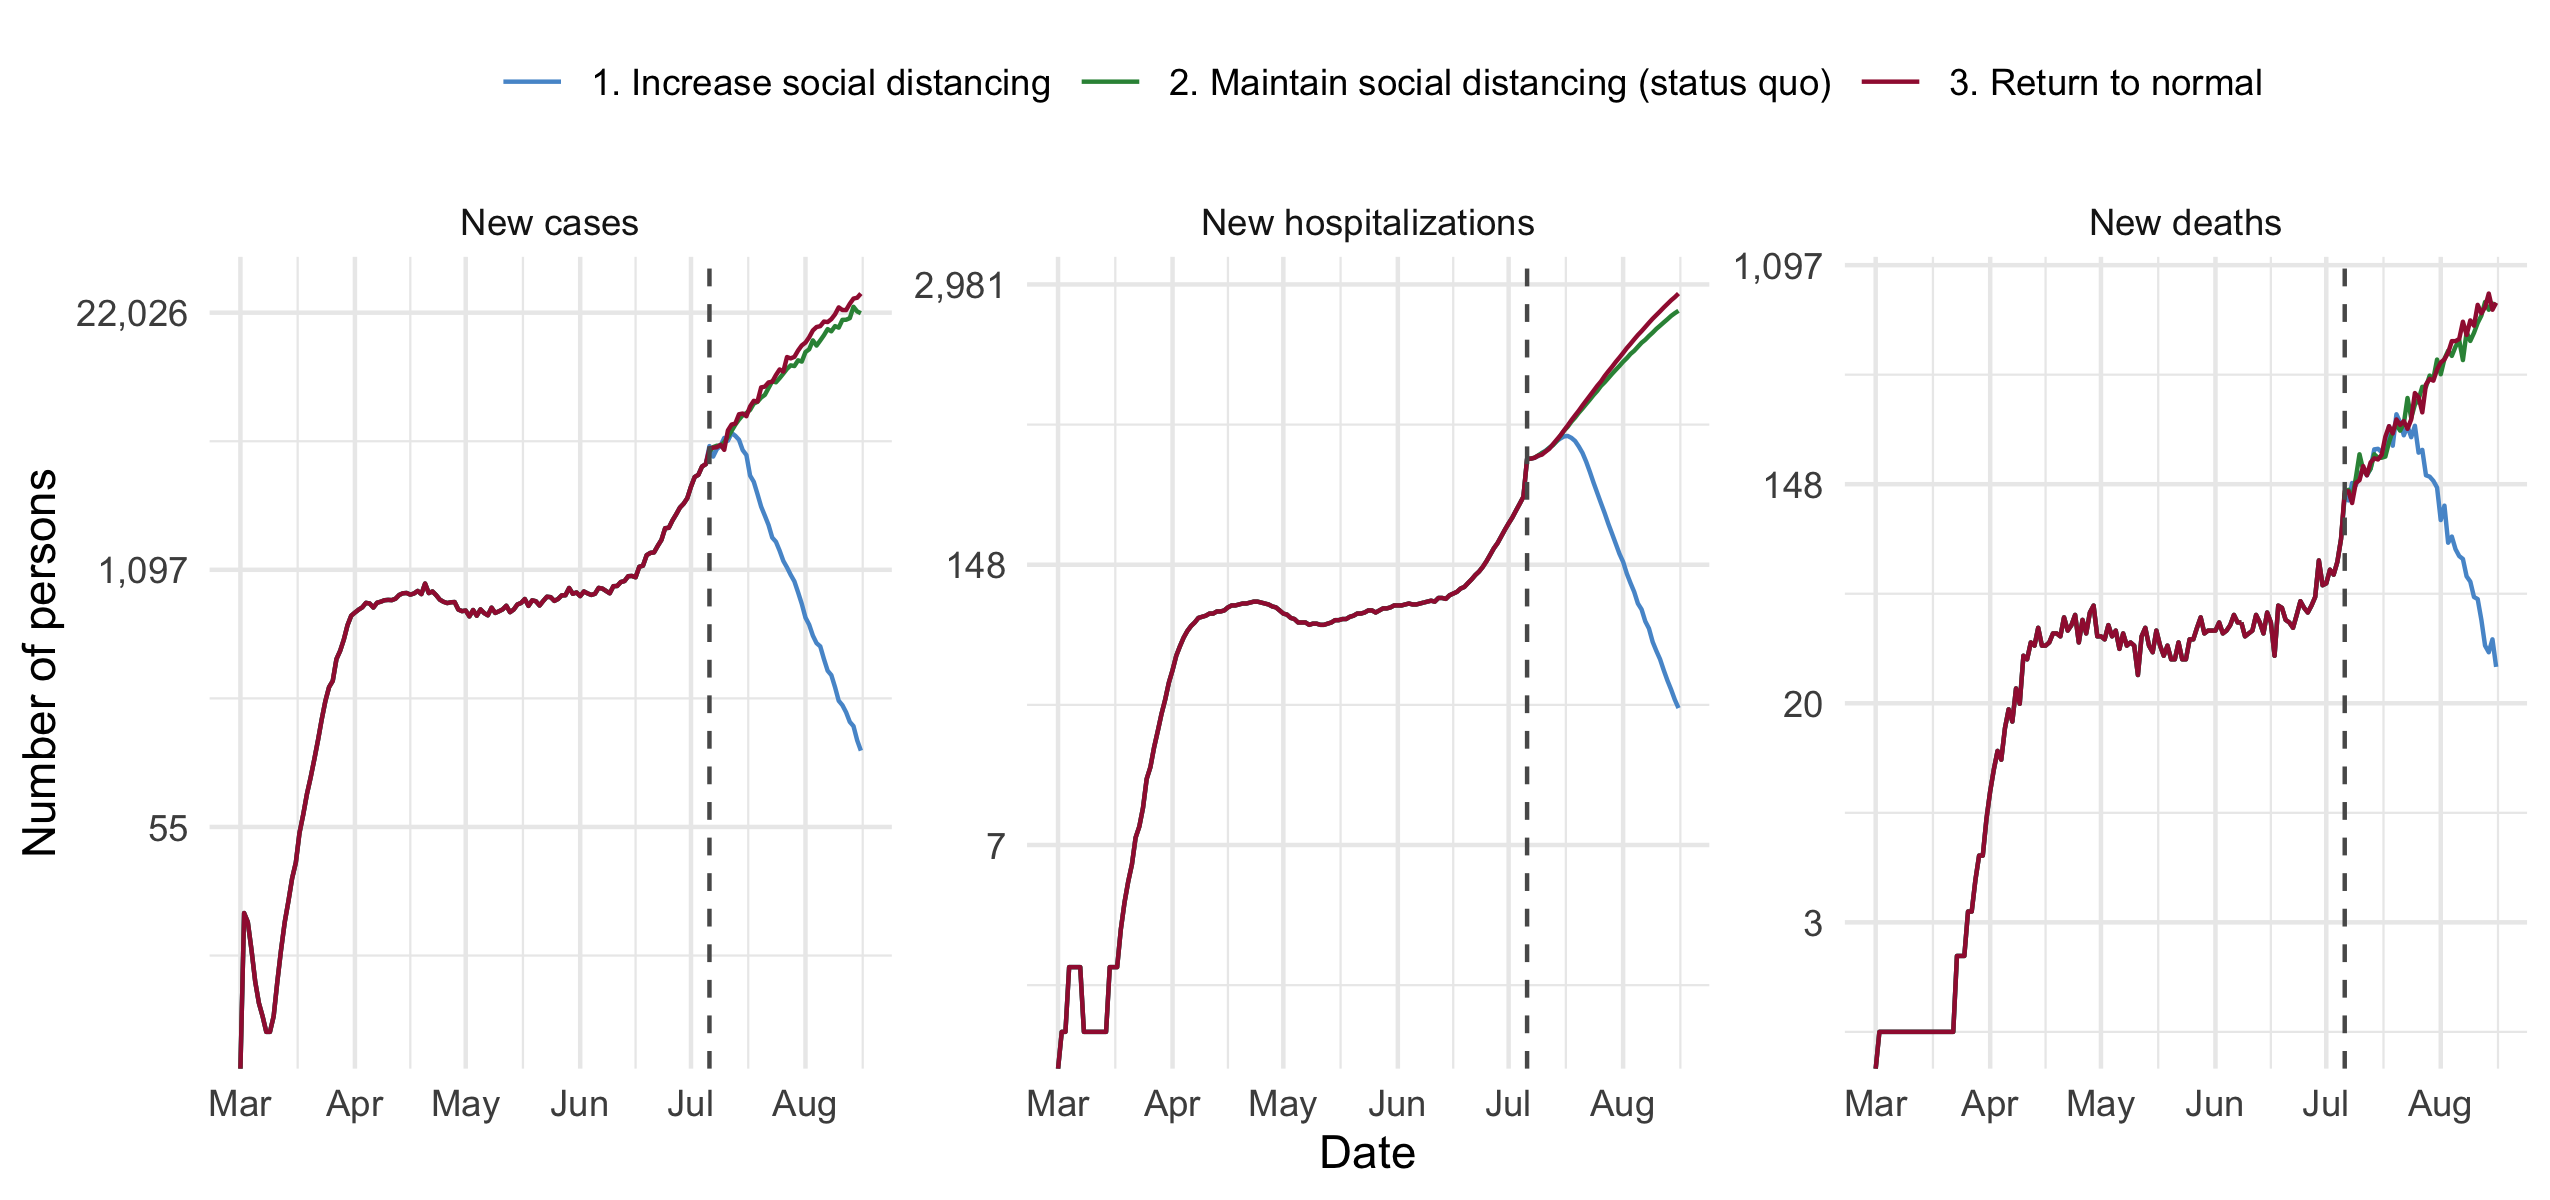 1. Increase social distancing 2. Maintain social distancing (status quo) 3. Return to normal
New cases New hospitalizations New deaths
Number of persons
22,026
1,097
55
2,981
148
7
1,097
148
20
3
Mar Apr May Jun Jul Aug Mar Apr May Jun Jul Aug Mar Apr May Jun Jul Aug
Date